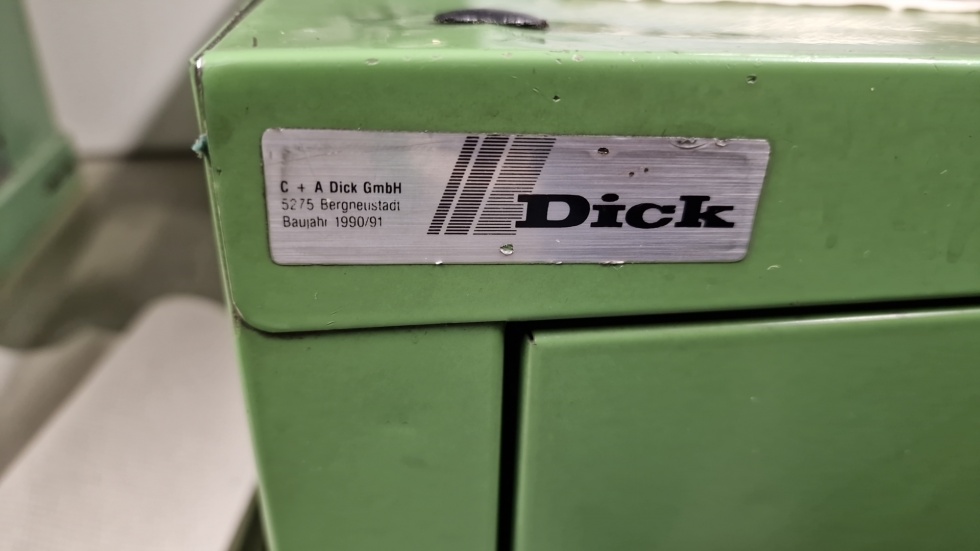 C + A Dick GmbH
5275 Bergneustadt
Baujahr 1990/91
Dick